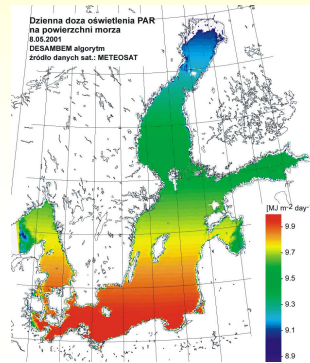 Dzienna doza oświetlenia PAR
na powierzchni morza
8.05.2001
DESAMBEM algorytm
źródło danych sat.: METEOSAT
[MJ m-2 day-
9.9
9.7
9.5
9.3
9.1
8.9